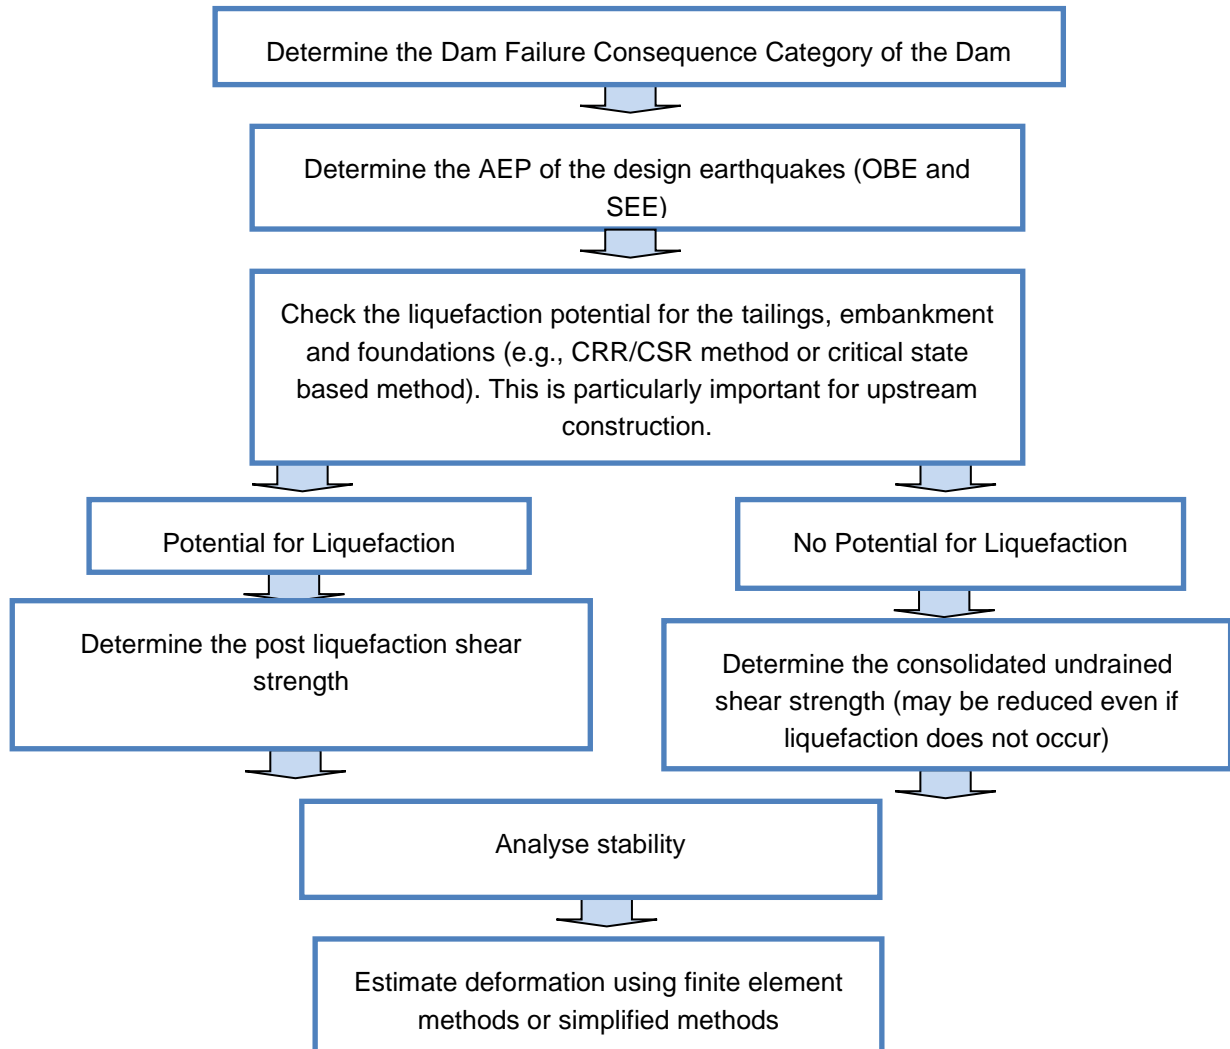 Determine the Dam Failure Consequence Category of the Dam
Determine the AEP of the design earthquakes (OBE and
SEE)
Check the liquefaction potential for the tailings, embankment
and foundations (e.g., CRR/CSR method or critical state
based method). This is particularly important for upstream
construction.
Potential for Liquefaction
No Potential for Liquefaction
Determine the post liquefaction shear
strength
Determine the consolidated undrained
shear strength (may be reduced even if
liquefaction does not occur)
Analyse stability
Estimate deformation using finite element
methods or simplified methods